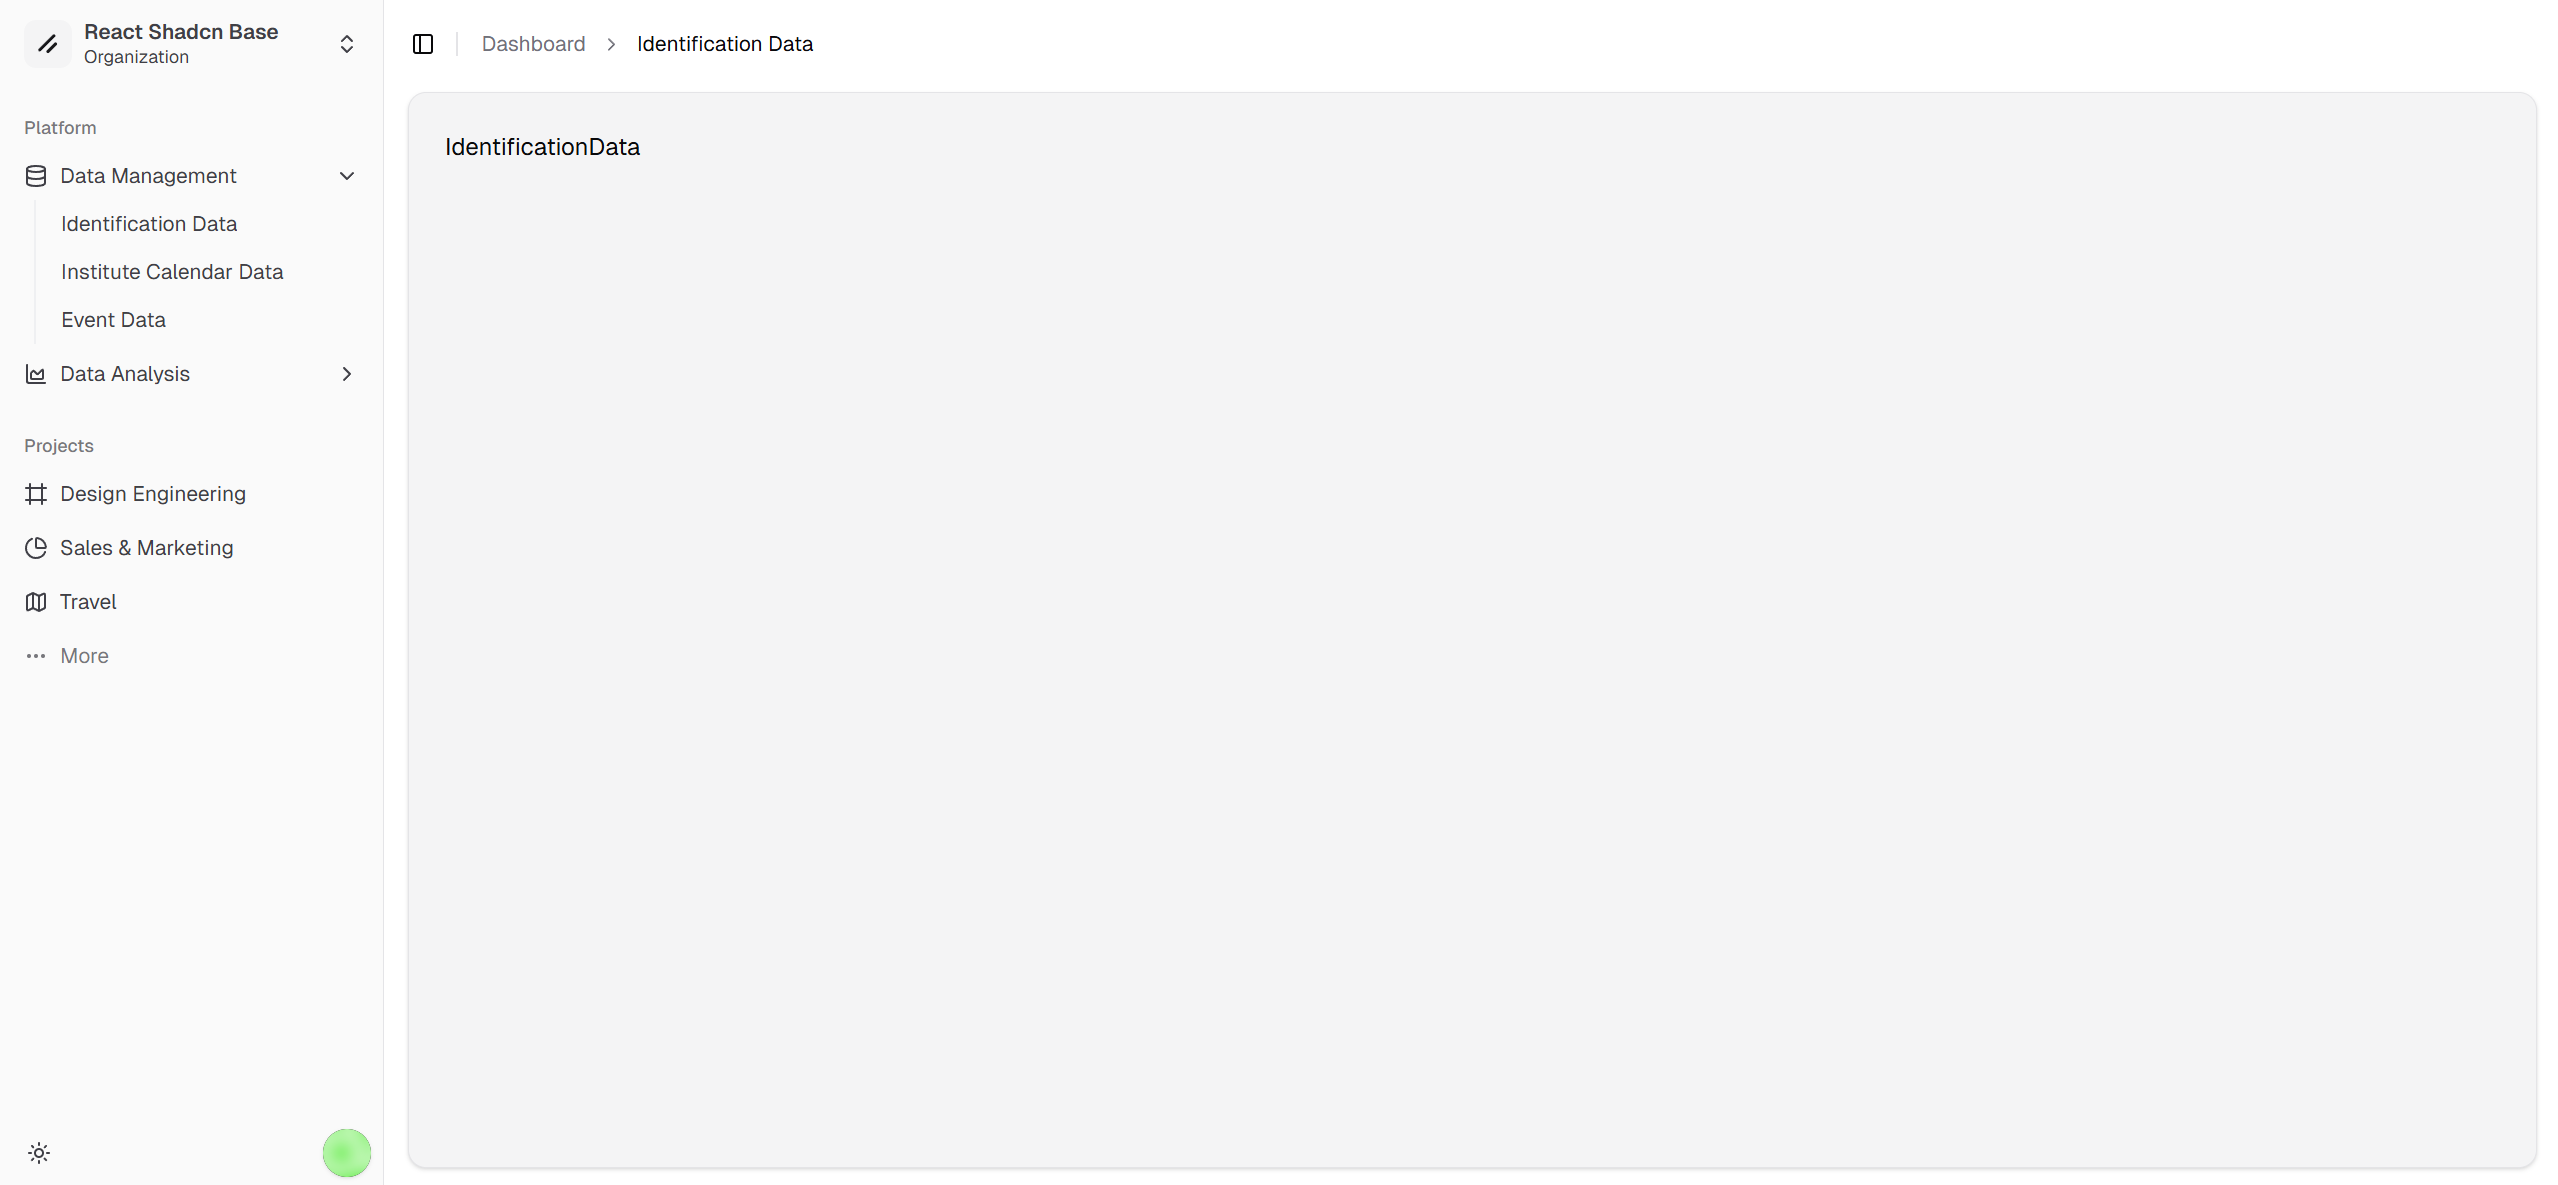 React Shadcn Base
Organization
Platform
Data Management
Identification Data
Institute Calendar Data
Event Data
Data Analysis
Projects
Design Engineering
Sales & Marketing
Travel
More
Dashboard > Identification Data
IdentificationData